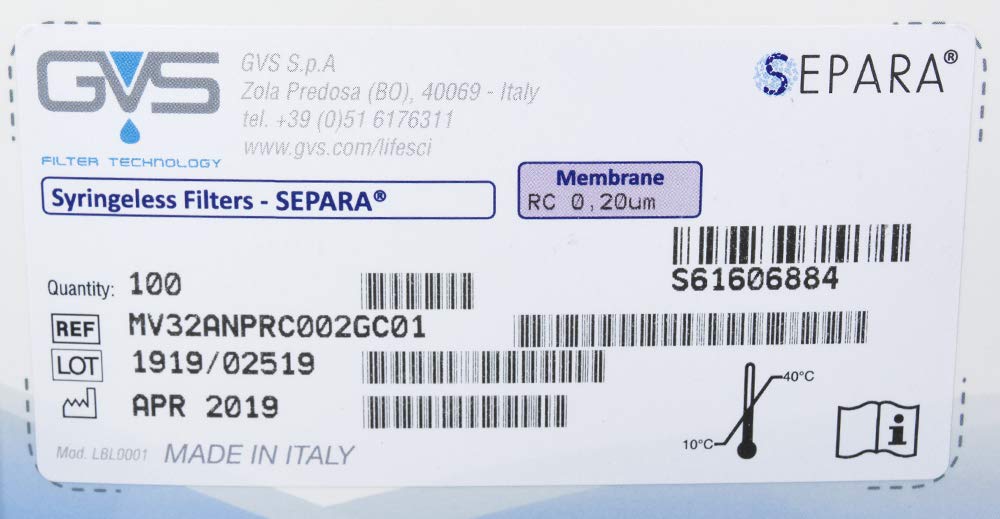 GVS
FILTER TECHNOLOGY
GVS S.p.A
Zola Predosa (BO), 40069 - Italy
tel. +39 (0)51 6176311
www.gvs.com/lifesci
SEPARA®
Syringeless Filters - SEPARA®
Membrane
RC 0,20um
S61606884
Quantity: 100
REF MV32ANPRC002GC01
LOT 1919/02519
APR 2019
40°C
10°C
i
Mod. LBL0001 MADE IN ITALY